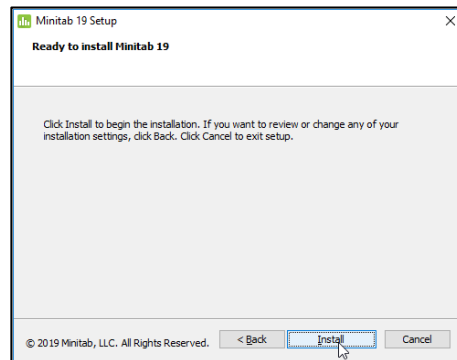 Minitab 19 Setup
Ready to install Minitab 19
Click Install to begin the installation. If you want to review or change any of your
installation settings, click Back. Click Cancel to exit setup.
© 2019 Minitab, LLC. All Rights Reserved. < Back Install Cancel